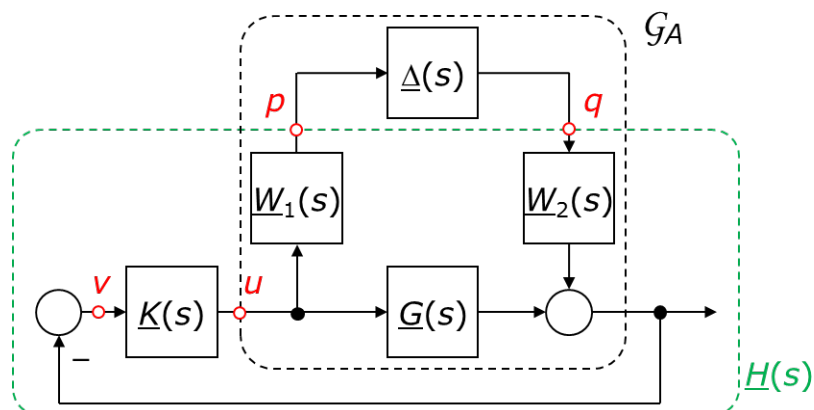 𝒢A
Δ(s)
p
q
W1(s)
W2(s)
v
u
K(s)
G(s)
–
H(s)